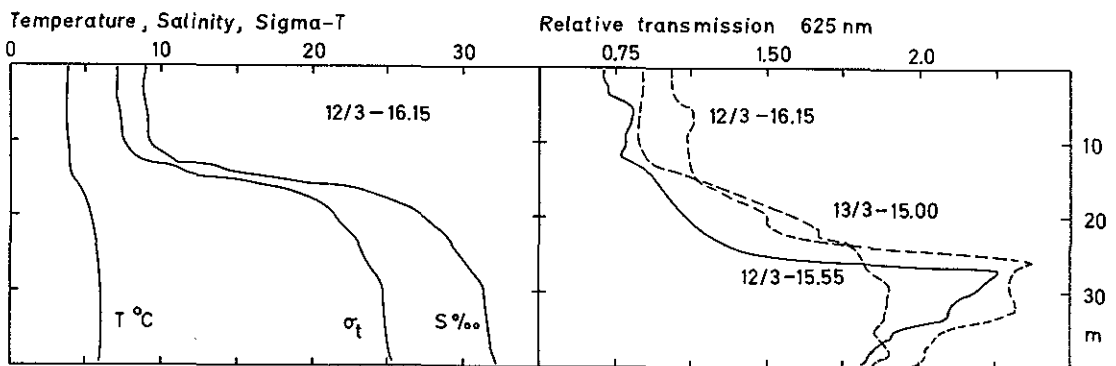 Temperature, Salinity, Sigma-T
0 10 20 30
12/3-16.15
T °C
σt
S‰
Relative transmission 625 nm
0.75 1.50 2.0
12/3-16.15
13/3-15.00
12/3-15.55
10
20
30
m